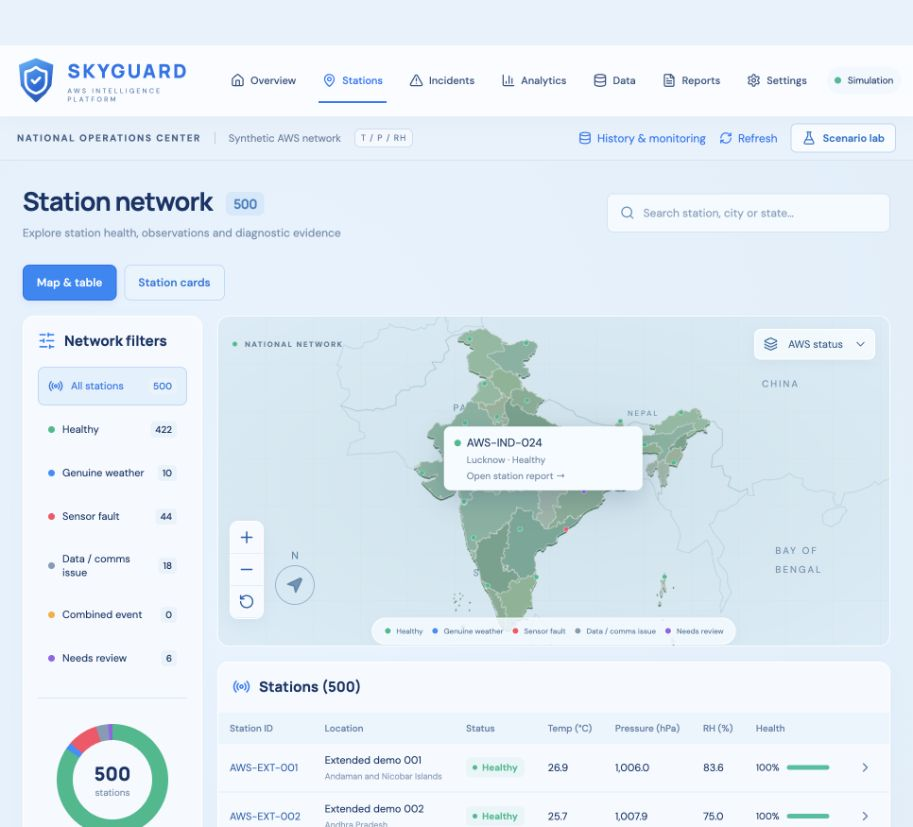 SKYGUARD
AWS INTELLIGENCE
PLATFORM
Overview
Stations
Incidents
Analytics
Data
Reports
Settings
Simulation
NATIONAL OPERATIONS CENTER
Synthetic AWS network
T / P / RH
History & monitoring
Refresh
Scenario lab
Station network
500
Explore station health, observations and diagnostic evidence
Search station, city or state...
Map & table
Station cards
Network filters
All stations 500
Healthy 422
Genuine weather 10
Sensor fault 44
Data / comms
issue 18
Combined event 0
Needs review 6
500
stations
NATIONAL NETWORK
AWS status
CHINA
PA
NEPAL
AWS-IND-024
Lucknow · Healthy
Open station report →
BAY OF
BENGAL
N
S
+
−
Healthy
Genuine weather
Sensor fault
Data / comms issue
Needs review
Stations (500)
Station ID Location Status Temp (°C) Pressure (hPa) RH (%) Health
AWS-EXT-001 Extended demo 001 Healthy 26.9 1,006.0 83.6 100%
Andaman and Nicobar Islands
AWS-EXT-002 Extended demo 002 Healthy 25.7 1,007.9 75.0 100%
Andhra Pradesh